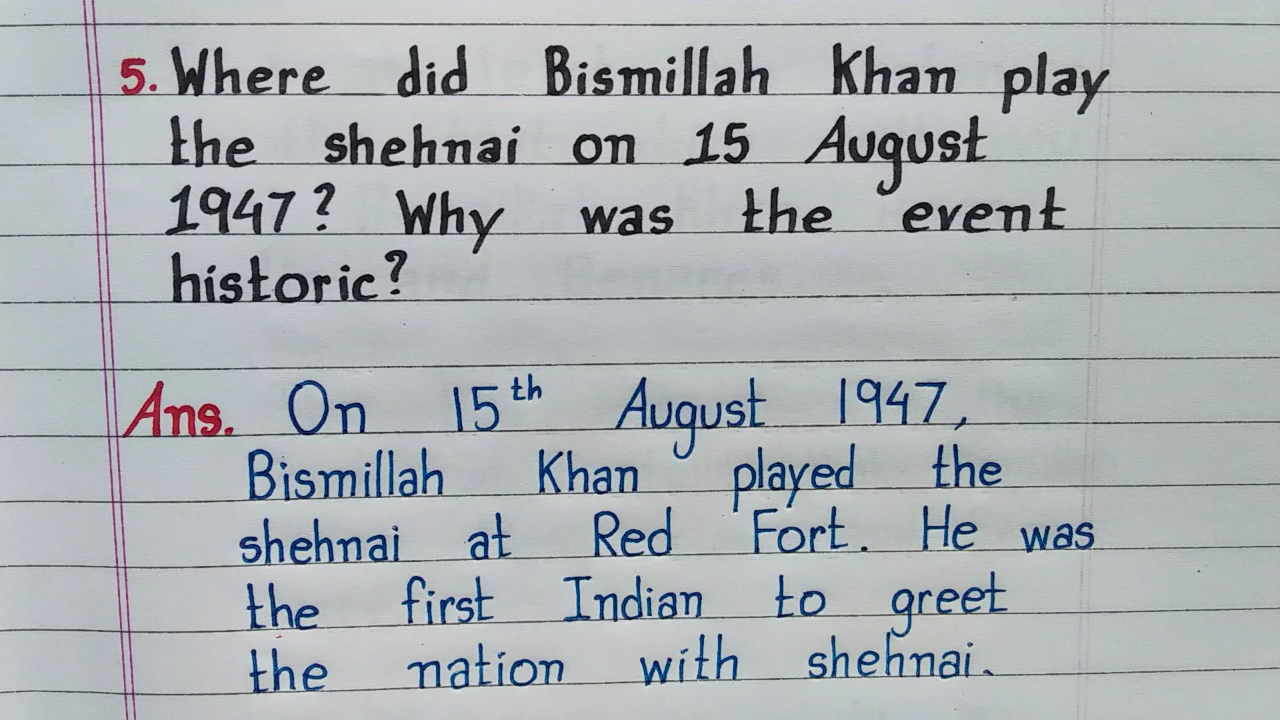 5. Where did Bismillah Khan play
the shehnai on 15 August
1947? Why was the event
historic?
Ans. On 15th August 1947,
Bismillah Khan played the
shehnai at Red Fort. He was
the first Indian to greet
the nation with shehnai.